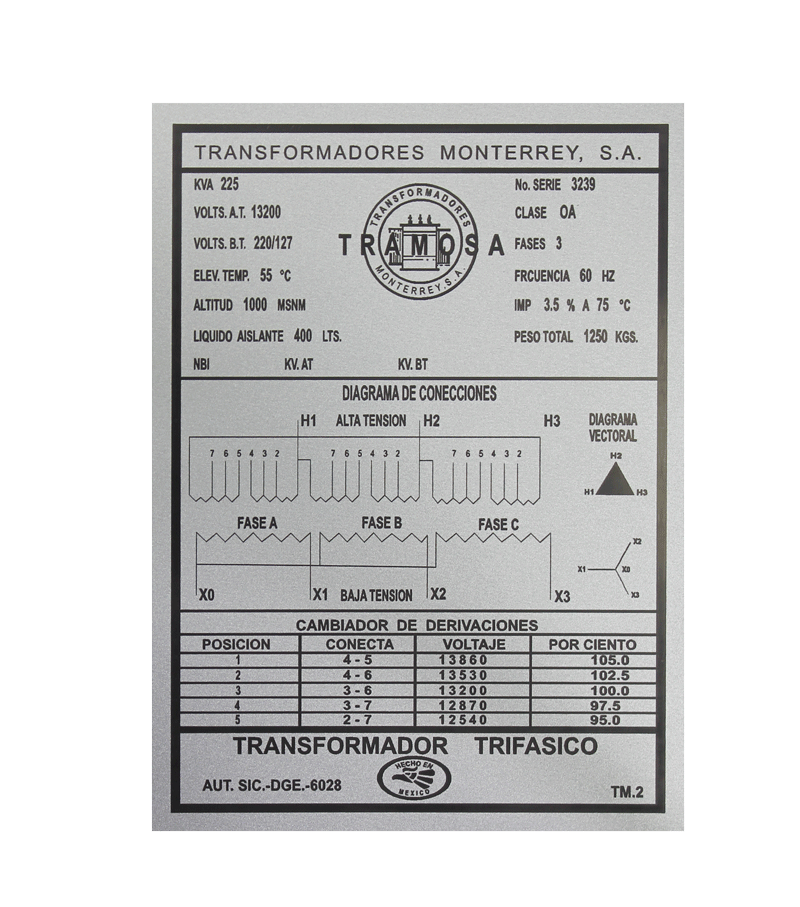 TRANSFORMADORES MONTERREY, S.A.
KVA 225
No. SERIE 3239
VOLTS. A.T. 13200
CLASE OA
VOLTS. B.T. 220/127
FASES 3
TRANSFORMADORES
TRAMOSA
MONTERREY, S.A.
ELEV. TEMP. 55 °C
FRCUENCIA 60 HZ
ALTITUD 1000 MSNM
IMP 3.5 % A 75 °C
LIQUIDO AISLANTE 400 LTS.
PESO TOTAL 1250 KGS.
NBI KV. AT KV. BT
DIAGRAMA DE CONECCIONES
H1 ALTA TENSION H2 H3
DIAGRAMA
VECTORAL
7 6 5 4 3 2 7 6 5 4 3 2 7 6 5 4 3 2
H2
H1 H3
FASE A FASE B FASE C
X2
X1 X0
X3
X0 X1 BAJA TENSION X2 X3
CAMBIADOR DE DERIVACIONES
POSICION CONECTA VOLTAJE POR CIENTO
1 4-5 13860 105.0
2 4-6 13530 102.5
3 3-6 13200 100.0
4 3-7 12870 97.5
5 2-7 12540 95.0
TRANSFORMADOR TRIFASICO
HECHO EN
MEXICO
AUT. SIC.-DGE.-6028
TM.2